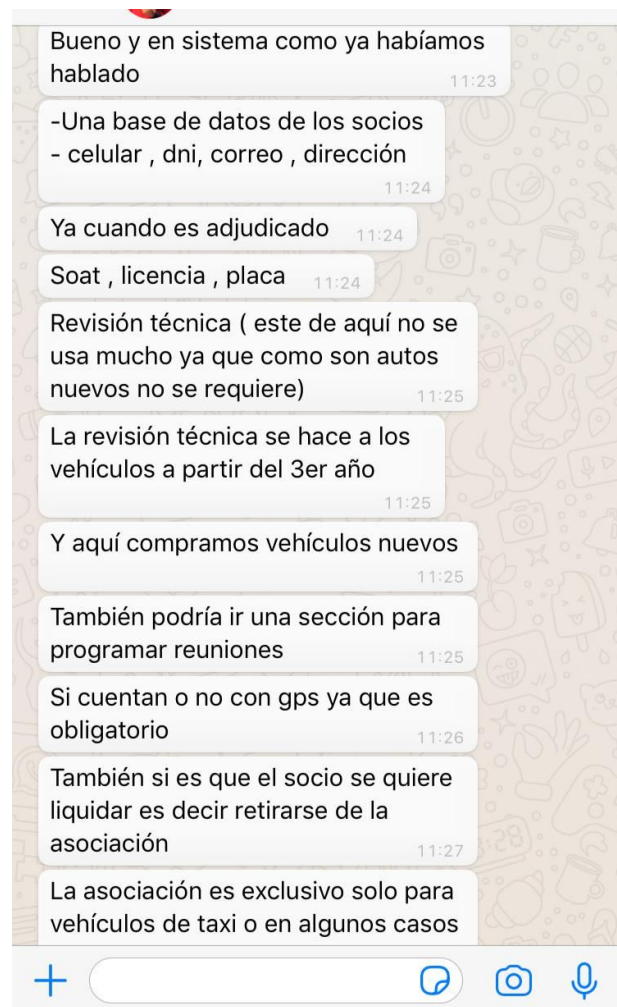 Bueno y en sistema como ya habíamos
hablado
11:23
-Una base de datos de los socios
- celular , dni, correo , dirección
11:24
Ya cuando es adjudicado 11:24
Soat , licencia , placa 11:24
Revisión técnica ( este de aquí no se
usa mucho ya que como son autos
nuevos no se requiere)
11:25
La revisión técnica se hace a los
vehículos a partir del 3er año
11:25
Y aquí compramos vehículos nuevos
11:25
También podría ir una sección para
programar reuniones
11:25
Si cuentan o no con gps ya que es
obligatorio
11:26
También si es que el socio se quiere
liquidar es decir retirarse de la
asociación
11:27
La asociación es exclusivo solo para
vehículos de taxi o en algunos casos